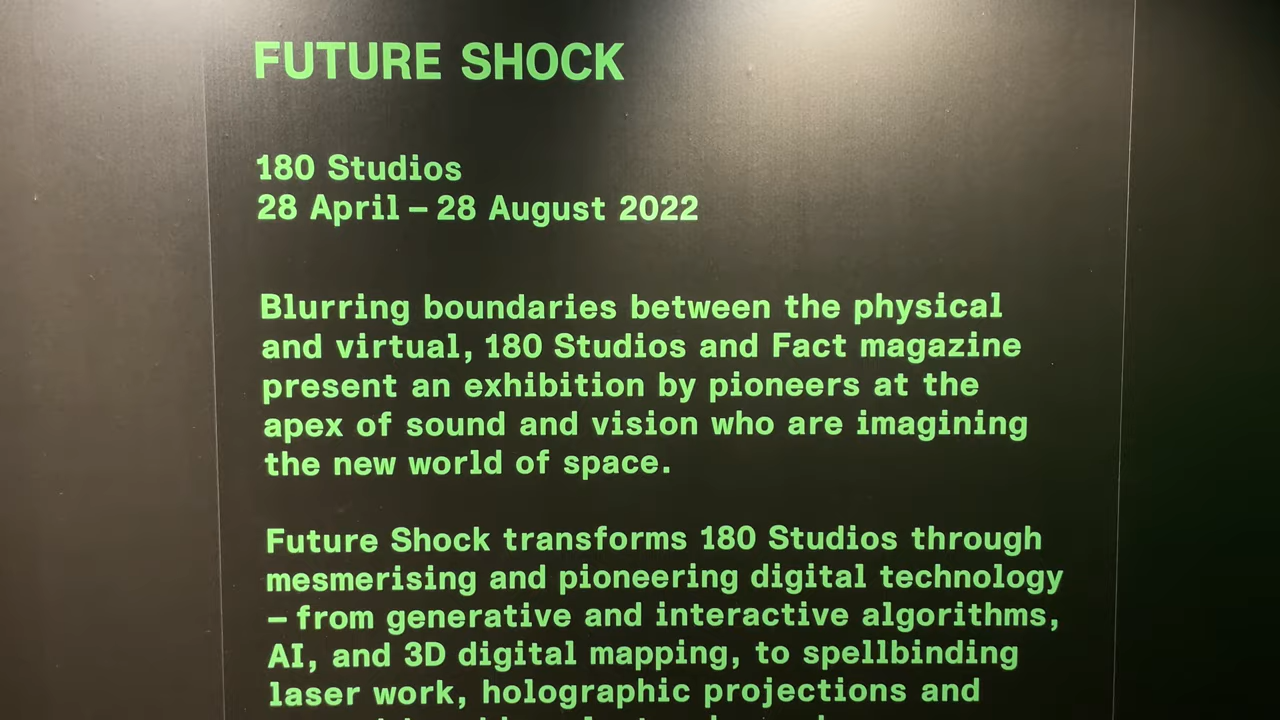 FUTURE SHOCK
180 Studios
28 April – 28 August 2022
Blurring boundaries between the physical
and virtual, 180 Studios and Fact magazine
present an exhibition by pioneers at the
apex of sound and vision who are imagining
the new world of space.
Future Shock transforms 180 Studios through
mesmerising and pioneering digital technology
– from generative and interactive algorithms,
AI, and 3D digital mapping, to spellbinding
laser work, holographic projections and